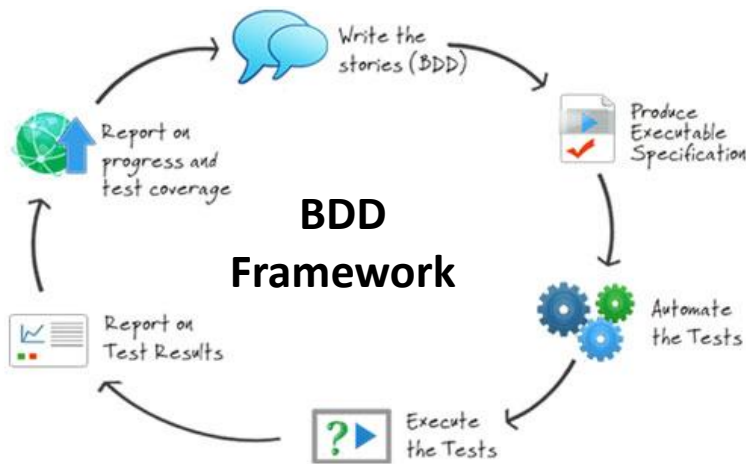 Write the
stories (BDD)
Produce
Executable
Specification
Automate
the Tests
Execute
the Tests
Report on
Test Results
Report on
progress and
test coverage
BDD
Framework